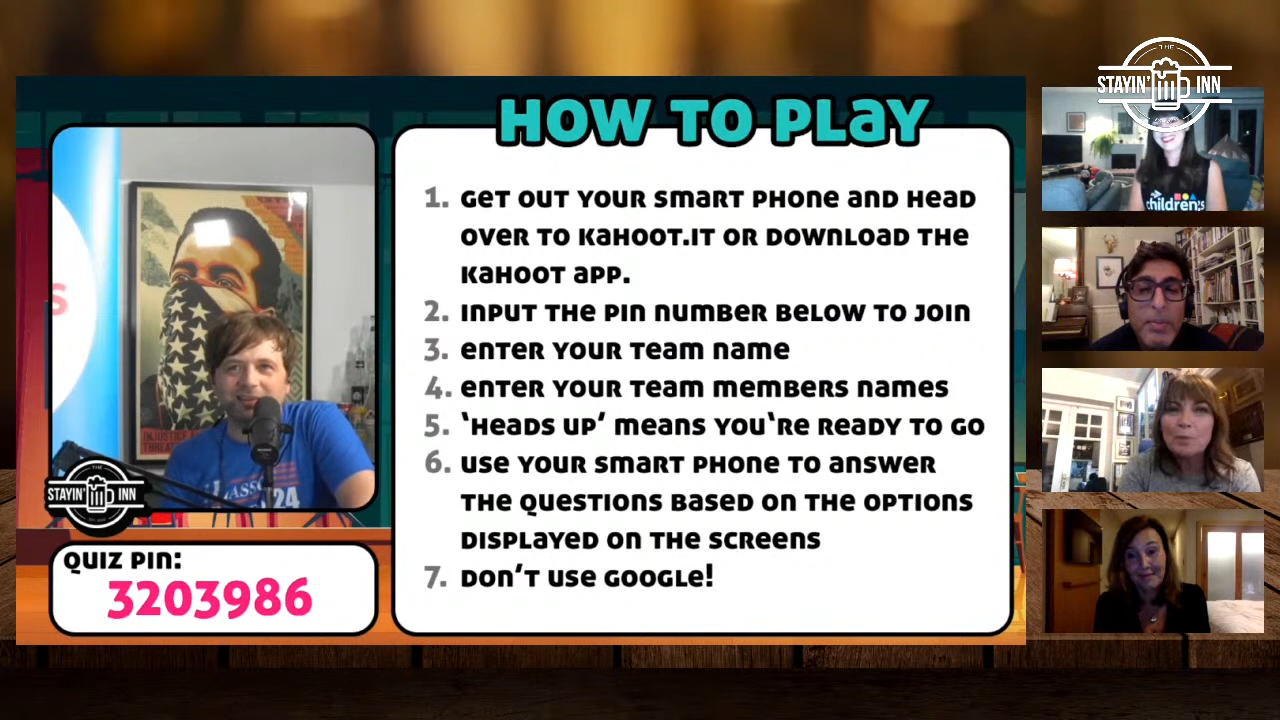 HOW TO PLAY
1. GET OUT YOUR SMART PHONE AND HEAD
OVER TO KAHOOT.IT OR DOWNLOAD THE
KAHOOT APP.
2. INPUT THE PIN NUMBER BELOW TO JOIN
3. ENTER YOUR TEAM NAME
4. ENTER YOUR TEAM MEMBERS NAMES
5. ‘HEADS UP’ MEANS YOU‘RE READY TO GO
6. USE YOUR SMART PHONE TO ANSWER
THE QUESTIONS BASED ON THE OPTIONS
DISPLAYED ON THE SCREENS
7. DON’T USE GOOGLE!
S
INJUSTICE
THE
STAYIN' INN
QUIZ PIN:
3203986
THE
STAYIN' INN
children's